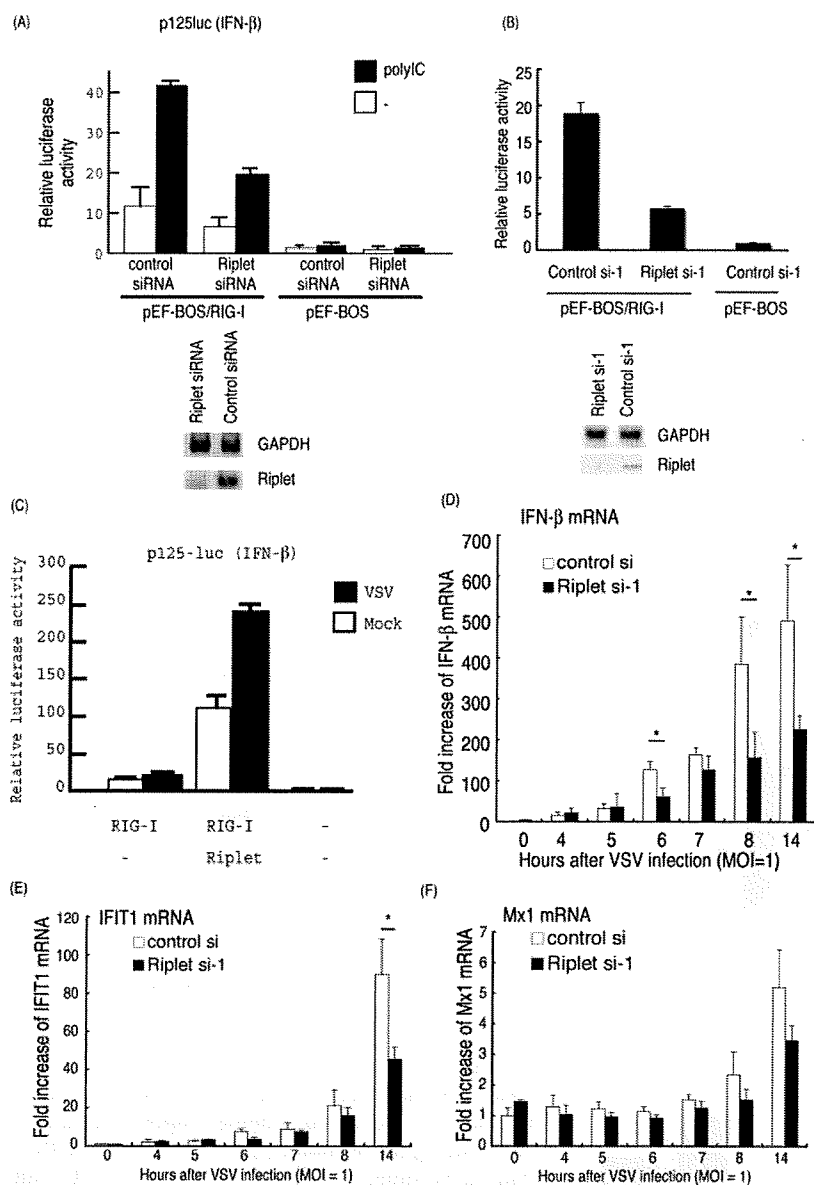 (A)
p125luc (IFN-β)
polyIC
-
Relative luciferase
activity
40
30
20
10
0
control
siRNA
Riplet
siRNA
control
siRNA
Riplet
siRNA
pEF-BOS/RIG-I
pEF-BOS
Riplet siRNA
Control siRNA
GAPDH
Riplet
(B)
Relative luciferase activity
25
20
15
10
5
0
Control si-1
Riplet si-1
Control si-1
pEF-BOS/RIG-I
pEF-BOS
Riplet si-1
Control si-1
GAPDH
Riplet
(C)
p125-luc (IFN-β)
VSV
Mock
Relative luciferase activity
300
250
200
150
100
50
0
RIG-I
RIG-I
-
-
Riplet
-
(D)
IFN-β mRNA
control si
Riplet si-1
Fold increase of IFN-β mRNA
700
600
500
400
300
200
100
0
*
*
*
0 4 5 6 7 8 14
Hours after VSV infection (MOI=1)
(E)
IFIT1 mRNA
control si
Riplet si-1
Fold increase of IFIT1 mRNA
120
100
80
60
40
20
0
*
0 4 5 6 7 8 14
Hours after VSV infection (MOI = 1)
(F)
Mx1 mRNA
control si
Riplet si-1
Fold increase of Mx1 mRNA
7
6
5
4
3
2
1
0
0 4 5 6 7 8 14
Hours after VSV infection (MOI = 1)